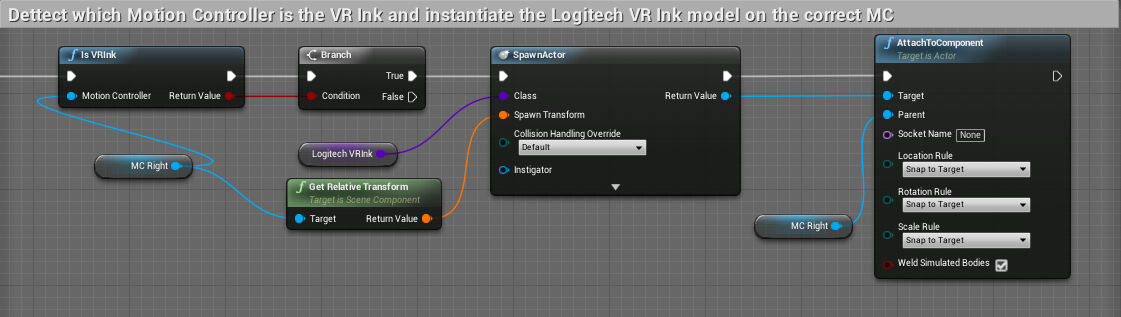 Dettect which Motion Controller is the VR Ink and instantiate the Logitech VR Ink model on the correct MC
Is VRInk
Motion Controller
Return Value
Branch
True
Condition
False
SpawnActor
Class
Return Value
Spawn Transform
Collision Handling Override
Default
Instigator
AttachToComponent
Target is Actor
Target
Parent
Socket Name
None
Location Rule
Snap to Target
Rotation Rule
Snap to Target
Scale Rule
Snap to Target
Weld Simulated Bodies
MC Right
Logitech VRInk
Get Relative Transform
Target is Scene Component
Target
Return Value
MC Right